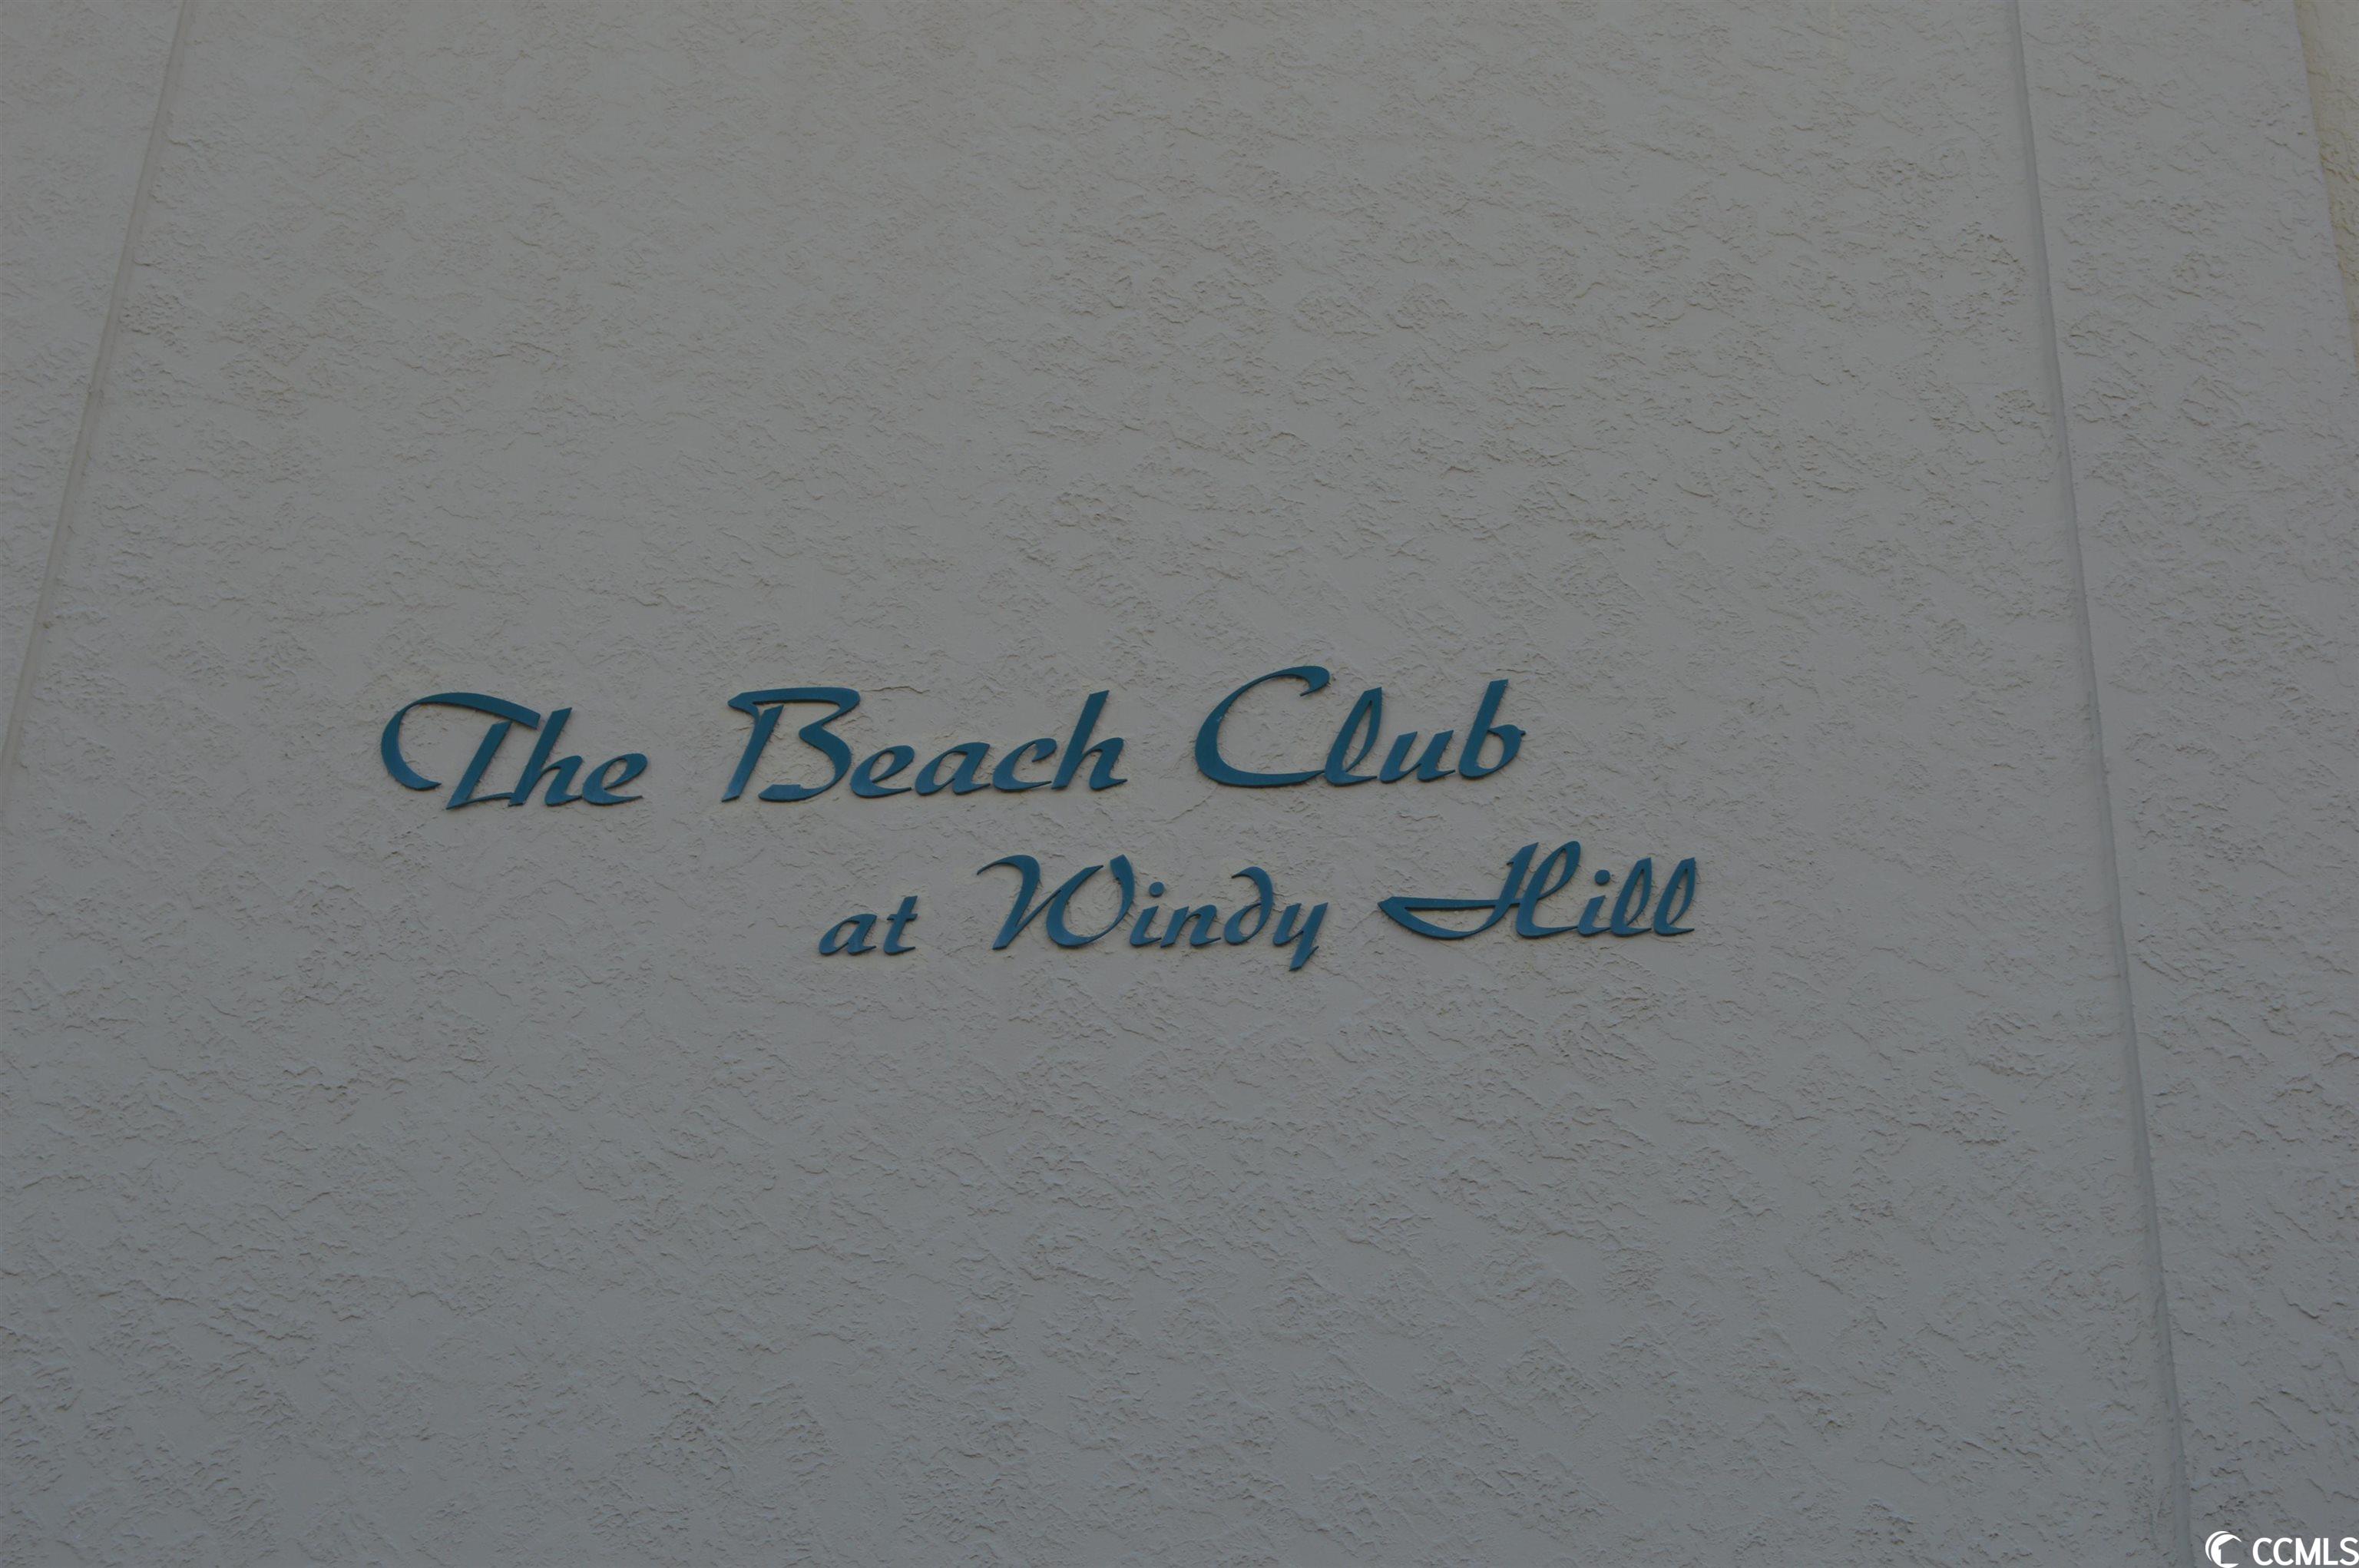 The Beach Club
at Windy Hill
CCMLS